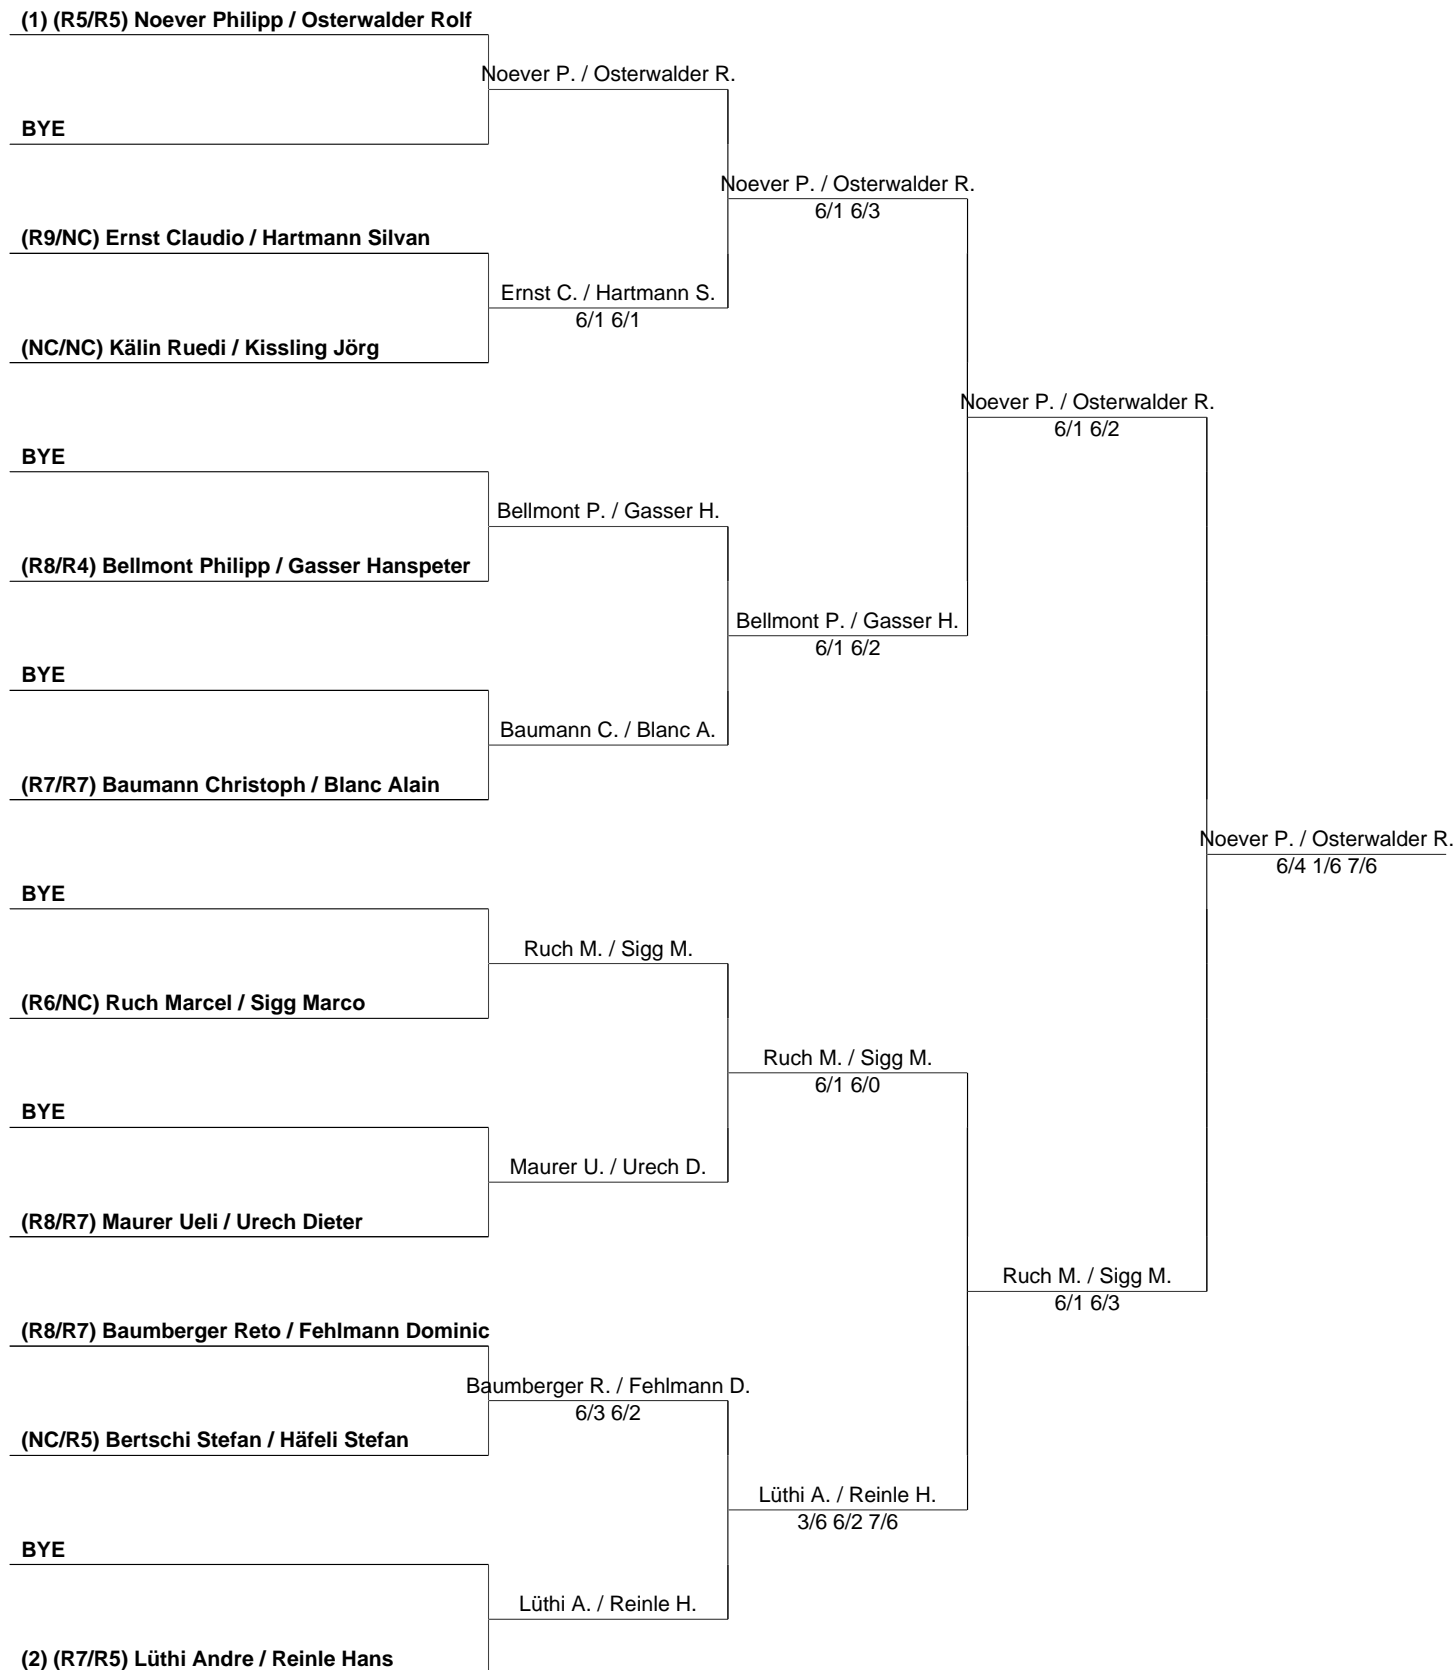 (1) (R5/R5) Noever Philipp / Osterwalder Rolf
Noever P. / Osterwalder R.
BYE
Noever P. / Osterwalder R.
6/1 6/3
(R9/NC) Ernst Claudio / Hartmann Silvan
Ernst C. / Hartmann S.
6/1 6/1
(NC/NC) Kälin Ruedi / Kissling Jörg
Noever P. / Osterwalder R.
6/1 6/2
BYE
Bellmont P. / Gasser H.
(R8/R4) Bellmont Philipp / Gasser Hanspeter
Bellmont P. / Gasser H.
6/1 6/2
BYE
Baumann C. / Blanc A.
(R7/R7) Baumann Christoph / Blanc Alain
Noever P. / Osterwalder R.
6/4 1/6 7/6
BYE
Ruch M. / Sigg M.
(R6/NC) Ruch Marcel / Sigg Marco
Ruch M. / Sigg M.
6/1 6/0
BYE
Maurer U. / Urech D.
(R8/R7) Maurer Ueli / Urech Dieter
Ruch M. / Sigg M.
6/1 6/3
(R8/R7) Baumberger Reto / Fehlmann Dominic
Baumberger R. / Fehlmann D.
6/3 6/2
(NC/R5) Bertschi Stefan / Häfeli Stefan
Lüthi A. / Reinle H.
3/6 6/2 7/6
BYE
Lüthi A. / Reinle H.
(2) (R7/R5) Lüthi Andre / Reinle Hans